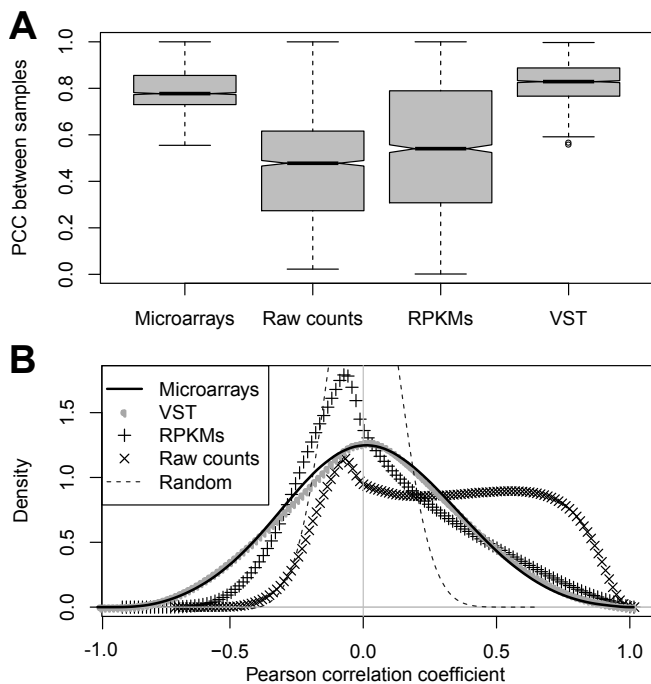 A
PCC between samples
1.0
0.8
0.6
0.4
0.2
0.0
Microarrays
Raw counts
RPKMs
VST
B
Density
1.5
1.0
0.5
0.0
Microarrays
VST
RPKMs
Raw counts
Random
-1.0
−0.5
0.0
0.5
1.0
Pearson correlation coefficient